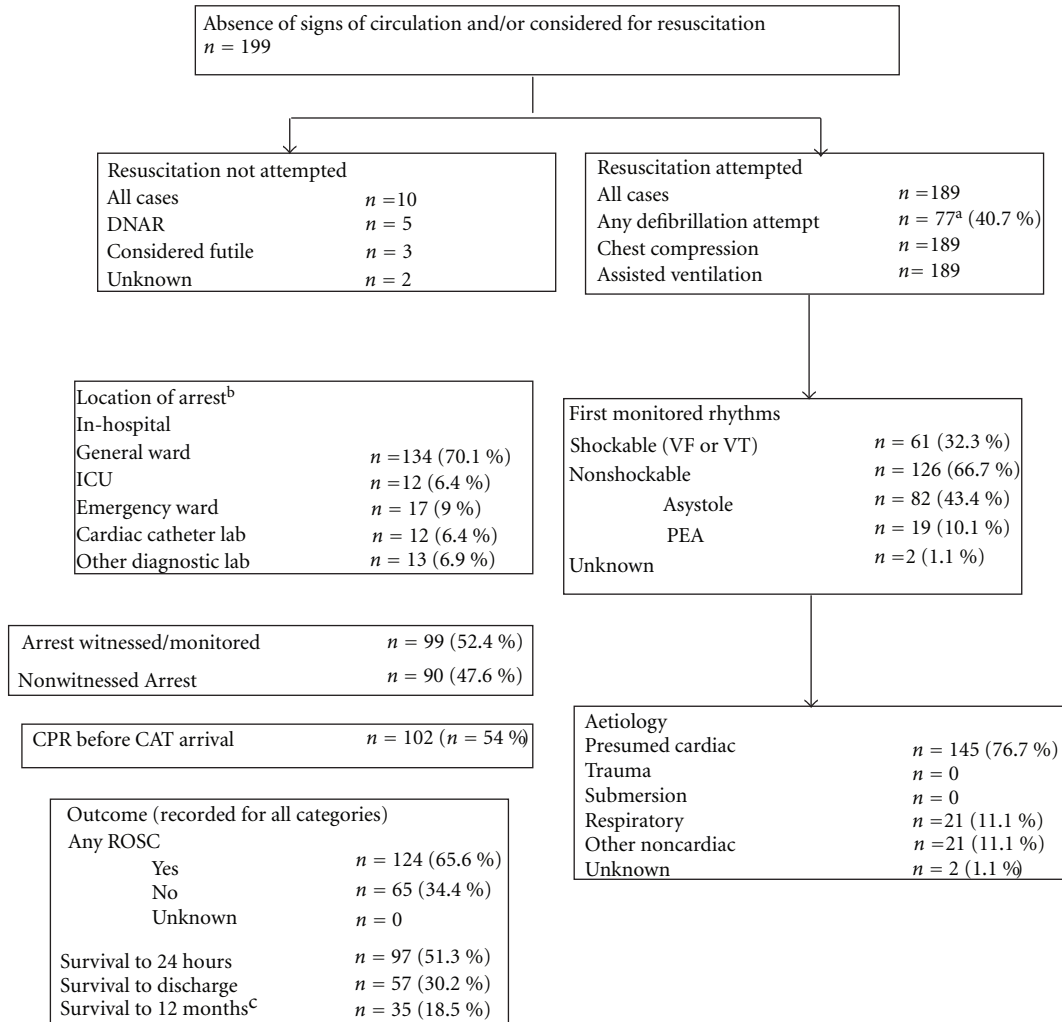 Absence of signs of circulation and/or considered for resuscitation
n = 199
Resuscitation not attempted
All cases n =10
DNAR n = 5
Considered futile n = 3
Unknown n = 2
Resuscitation attempted
All cases n =189
Any defibrillation attempt n = 77ᵃ (40.7 %)
Chest compression n =189
Assisted ventilation n= 189
Location of arrestᵇ
In-hospital
General ward n =134 (70.1 %)
ICU n =12 (6.4 %)
Emergency ward n = 17 (9 %)
Cardiac catheter lab n = 12 (6.4 %)
Other diagnostic lab n = 13 (6.9 %)
First monitored rhythms
Shockable (VF or VT) n = 61 (32.3 %)
Nonshockable n = 126 (66.7 %)
Asystole n = 82 (43.4 %)
PEA n = 19 (10.1 %)
Unknown n =2 (1.1 %)
Arrest witnessed/monitored n = 99 (52.4 %)
Nonwitnessed Arrest n = 90 (47.6 %)
CPR before CAT arrival n = 102 (n = 54 %)
Aetiology
Presumed cardiac n = 145 (76.7 %)
Trauma n = 0
Submersion n = 0
Respiratory n =21 (11.1 %)
Other noncardiac n =21 (11.1 %)
Unknown n = 2 (1.1 %)
Outcome (recorded for all categories)
Any ROSC
Yes n = 124 (65.6 %)
No n = 65 (34.4 %)
Unknown n = 0
Survival to 24 hours n = 97 (51.3 %)
Survival to discharge n = 57 (30.2 %)
Survival to 12 monthsᶜ n = 35 (18.5 %)